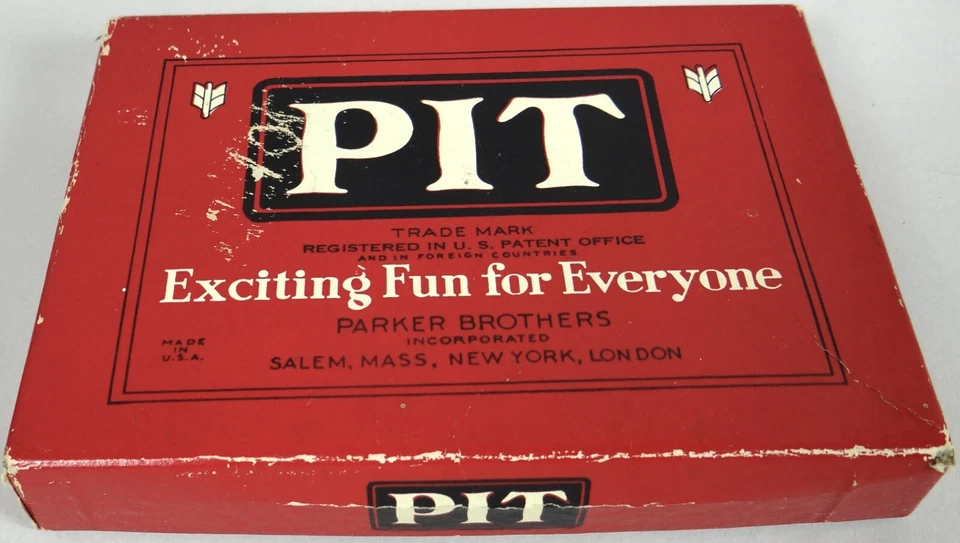 PIT
TRADE MARK
REGISTERED IN U. S. PATENT OFFICE
AND IN FOREIGN COUNTRIES
Exciting Fun for Everyone
PARKER BROTHERS
INCORPORATED
SALEM, MASS, NEW YORK, LONDON
MADE
IN
U.S.A.
PIT